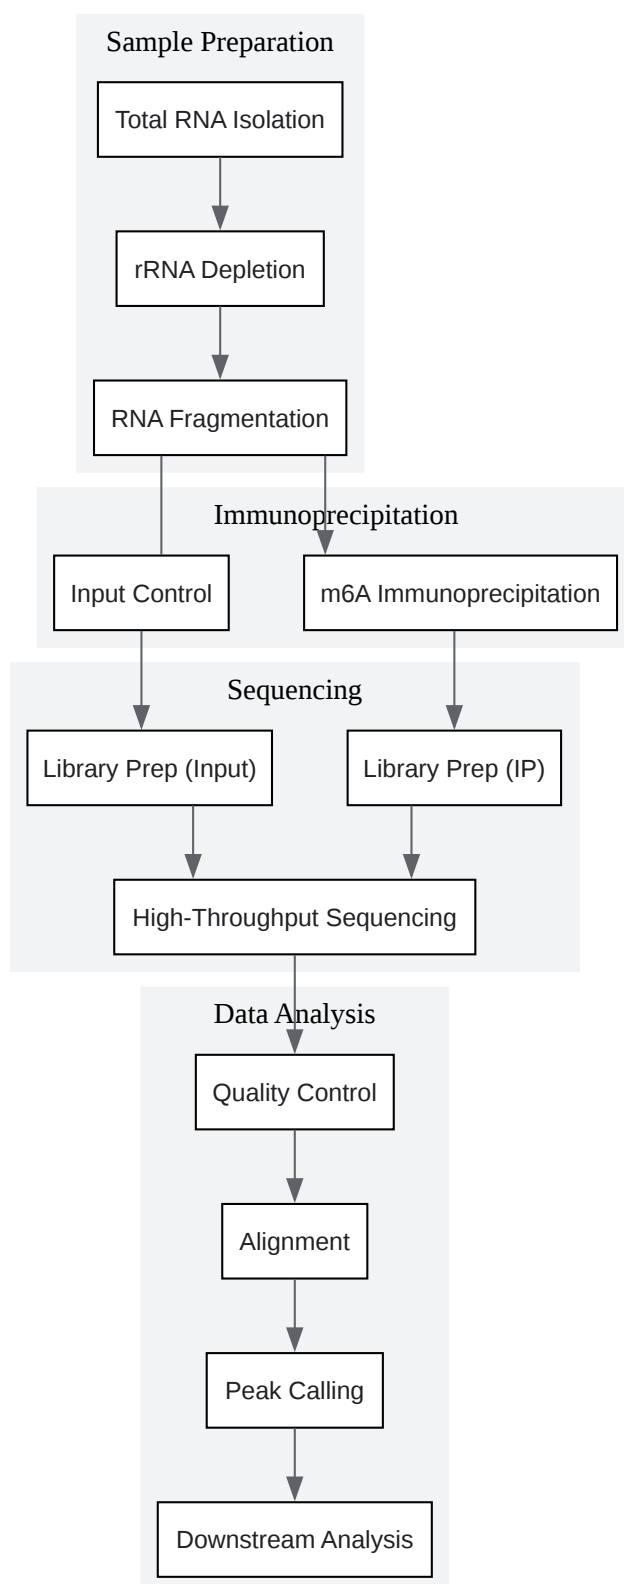 Sample Preparation
Total RNA Isolation
rRNA Depletion
RNA Fragmentation
Immunoprecipitation
Input Control
m6A Immunoprecipitation
Sequencing
Library Prep (Input)
Library Prep (IP)
High-Throughput Sequencing
Data Analysis
Quality Control
Alignment
Peak Calling
Downstream Analysis